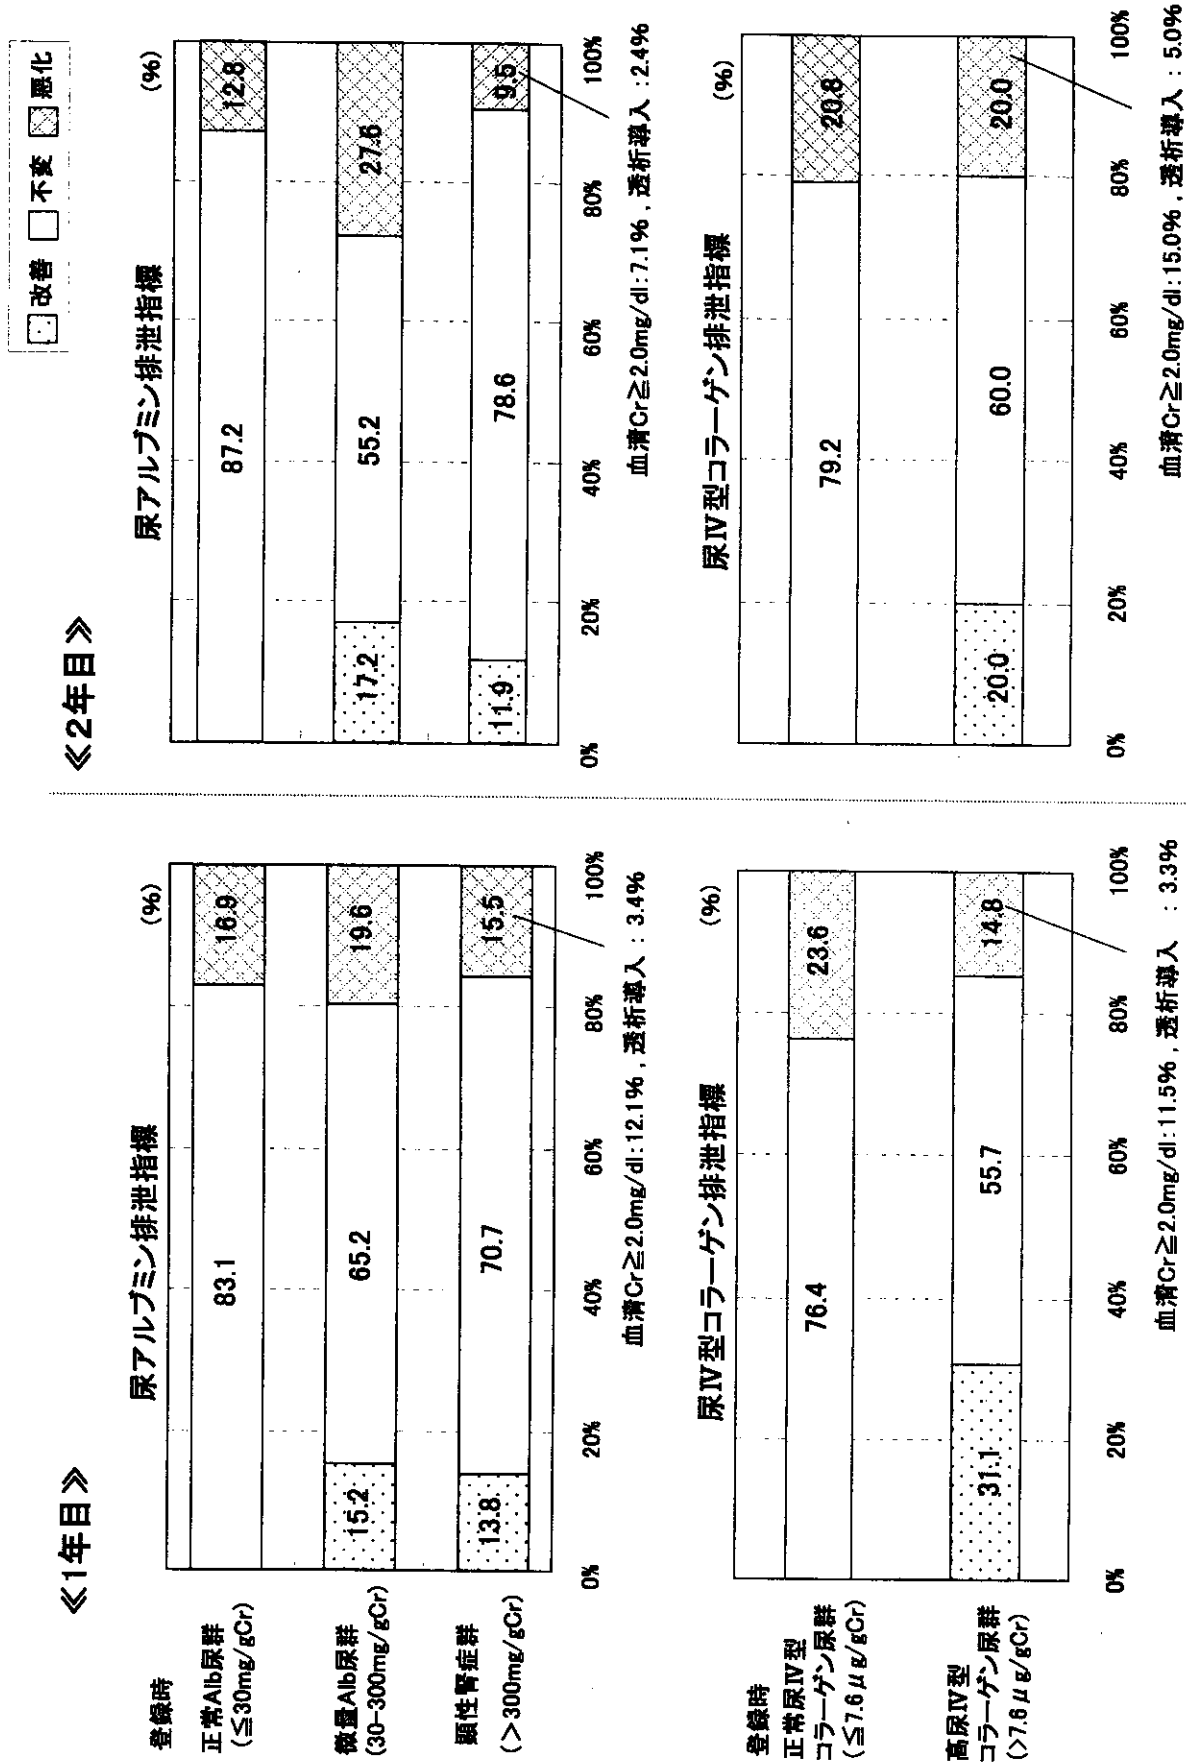 改善 不変 悪化
≪1年目≫
尿アルブミン排泄指標
(%)
登録時
正常Alb尿群
(≦30mg/gCr)
83.1 16.9
微量Alb尿群
(30-300mg/gCr)
15.2 65.2 19.6
顕性腎症群
(>300mg/gCr)
13.8 70.7 15.5
0% 20% 40% 60% 80% 100%
血清Cr≧2.0mg/dl:12.1%, 透析導入 : 3.4%
尿Ⅳ型コラーゲン排泄指標
(%)
登録時
正常尿Ⅳ型
コラーゲン尿群
(≦7.6μg/gCr)
76.4 23.6
高尿Ⅳ型
コラーゲン尿群
(>7.6μg/gCr)
31.1 55.7 14.8
0% 20% 40% 60% 80% 100%
血清Cr≧2.0mg/dl:11.5%, 透析導入 : 3.3%
≪2年目≫
尿アルブミン排泄指標
(%)
87.2 12.8
17.2 55.2 27.6
11.9 78.6 9.5
0% 20% 40% 60% 80% 100%
血清Cr≧2.0mg/dl:7.1%, 透析導入 : 2.4%
尿Ⅳ型コラーゲン排泄指標
(%)
79.2 20.8
20.0 60.0 20.0
0% 20% 40% 60% 80% 100%
血清Cr≧2.0mg/dl:15.0%, 透析導入 : 5.0%